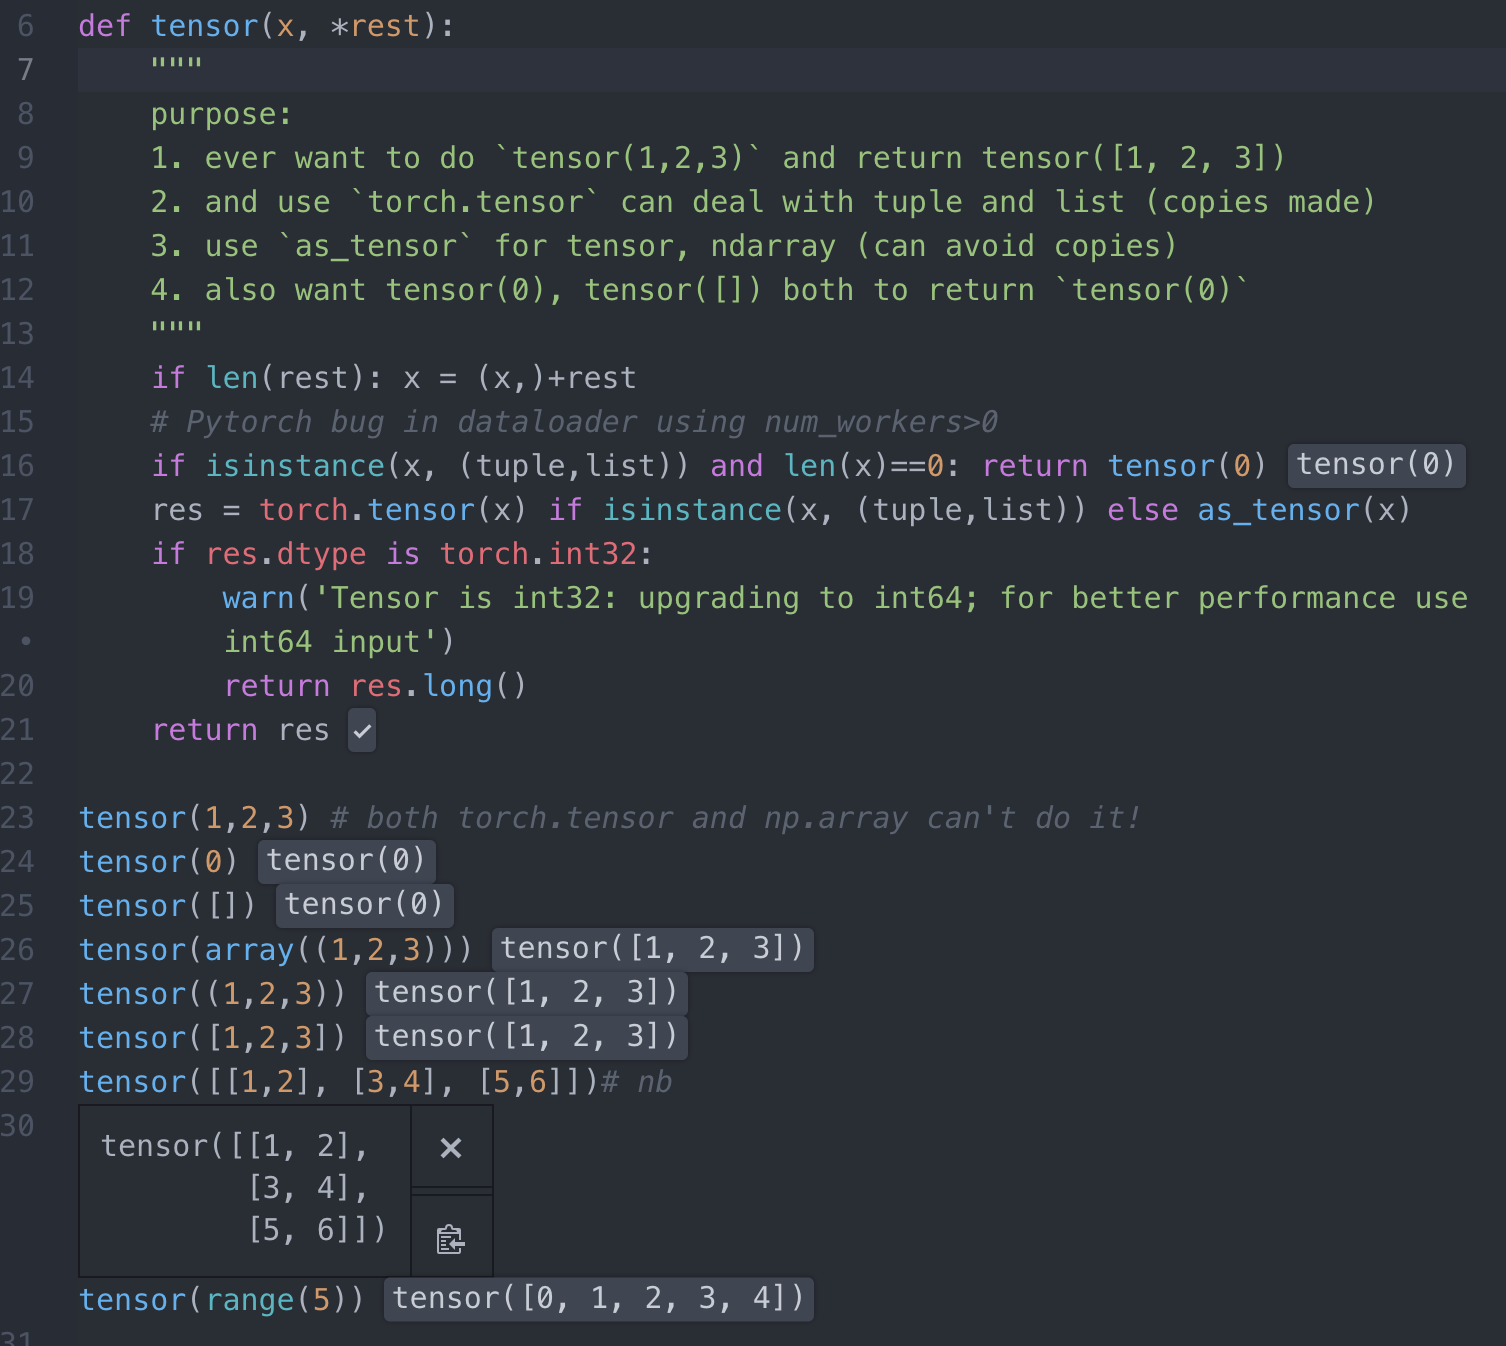 6 def tensor(x, *rest):
7     """
8     purpose:
9     1. ever want to do `tensor(1,2,3)` and return tensor([1, 2, 3])
10     2. and use `torch.tensor` can deal with tuple and list (copies made)
11     3. use `as_tensor` for tensor, ndarray (can avoid copies)
12     4. also want tensor(0), tensor([]) both to return `tensor(0)`
13     """
14     if len(rest): x = (x,)+rest
15     # Pytorch bug in dataloader using num_workers>0
16     if isinstance(x, (tuple,list)) and len(x)==0: return tensor(0) tensor(0)
17     res = torch.tensor(x) if isinstance(x, (tuple,list)) else as_tensor(x)
18     if res.dtype is torch.int32:
19         warn('Tensor is int32: upgrading to int64; for better performance use
•         int64 input')
20         return res.long()
21     return res ✓
22
23 tensor(1,2,3) # both torch.tensor and np.array can't do it!
24 tensor(0) tensor(0)
25 tensor([]) tensor(0)
26 tensor(array((1,2,3))) tensor([1, 2, 3])
27 tensor((1,2,3)) tensor([1, 2, 3])
28 tensor([1,2,3]) tensor([1, 2, 3])
29 tensor([[1,2], [3,4], [5,6]])# nb
30 tensor([[1, 2],
[3, 4],
[5, 6]])
tensor(range(5)) tensor([0, 1, 2, 3, 4])
31